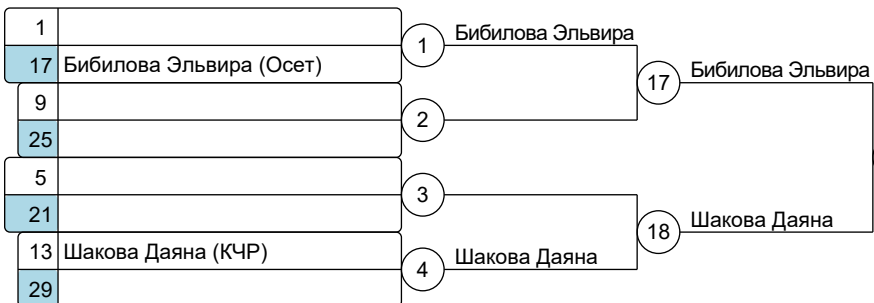 1
17 Бибилова Эльвира (Осет)
9
25
5
21
13 Шакова Даяна (КЧР)
29
1 Бибилова Эльвира
2
3
4 Шакова Даяна
17 Бибилова Эльвира
18 Шакова Даяна